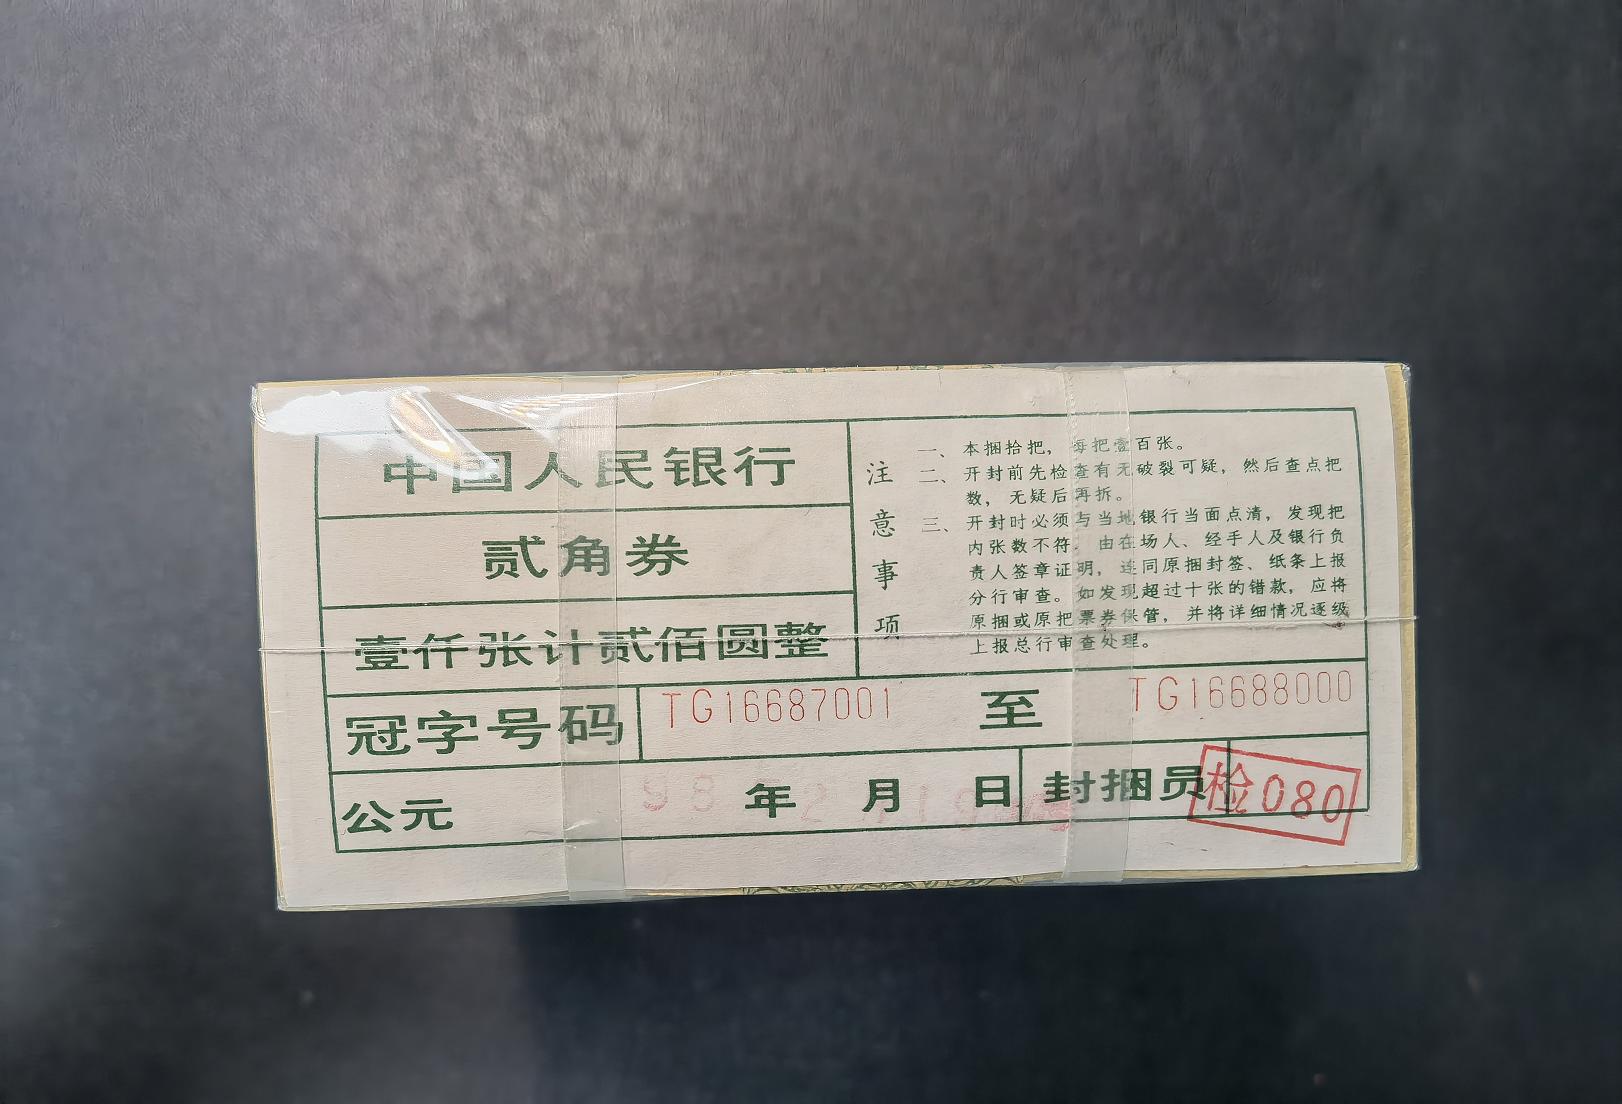 中国人民银行
贰角券
壹仟张计贰佰圆整
注意事项
一、本捆拾把，每把壹百张。
二、开封前先检查有无破裂可疑，然后查点把
数，无疑后再拆。
三、开封时必须与当地银行当面点清，发现把
内张数不符，由在场人、经手人及银行负
责人签章证明，连同原捆封签、纸条上报
分行审查。如发现超过十张的错款，应将
原捆或原把票券保管，并将详细情况逐级
上报总行审查处理。
冠字号码 TG16687001 至 TG16688000
公元 98 年 2 月 19 日 封捆员 检080